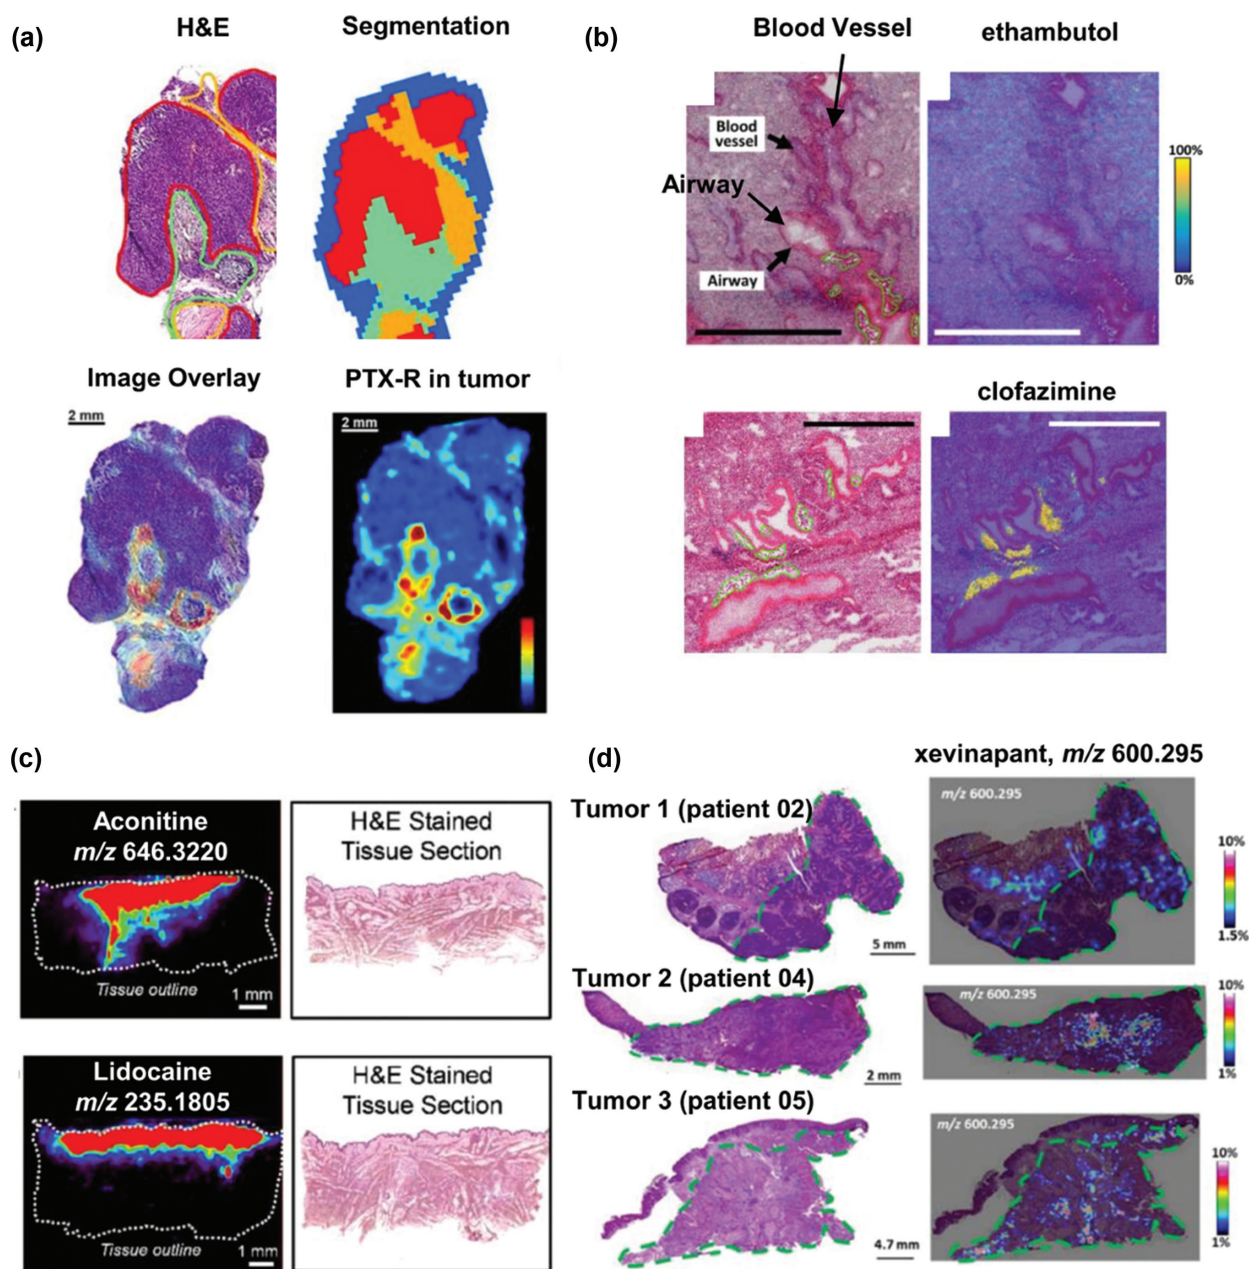 (a)
H&E
Segmentation
Image Overlay
2 mm
PTX-R in tumor
2 mm
(b)
Blood Vessel
ethambutol
Blood
vessel
Airway
Airway
100%
0%
clofazimine
(c)
Aconitine
m/z 646.3220
Tissue outline
1 mm
H&E Stained
Tissue Section
Lidocaine
m/z 235.1805
Tissue outline
1 mm
H&E Stained
Tissue Section
(d)
xevinapant, m/z 600.295
Tumor 1 (patient 02)
5 mm
m/z 600.295
10%
1.5%
Tumor 2 (patient 04)
2 mm
m/z 600.295
10%
1%
Tumor 3 (patient 05)
4.7 mm
m/z 600.295
10%
1%